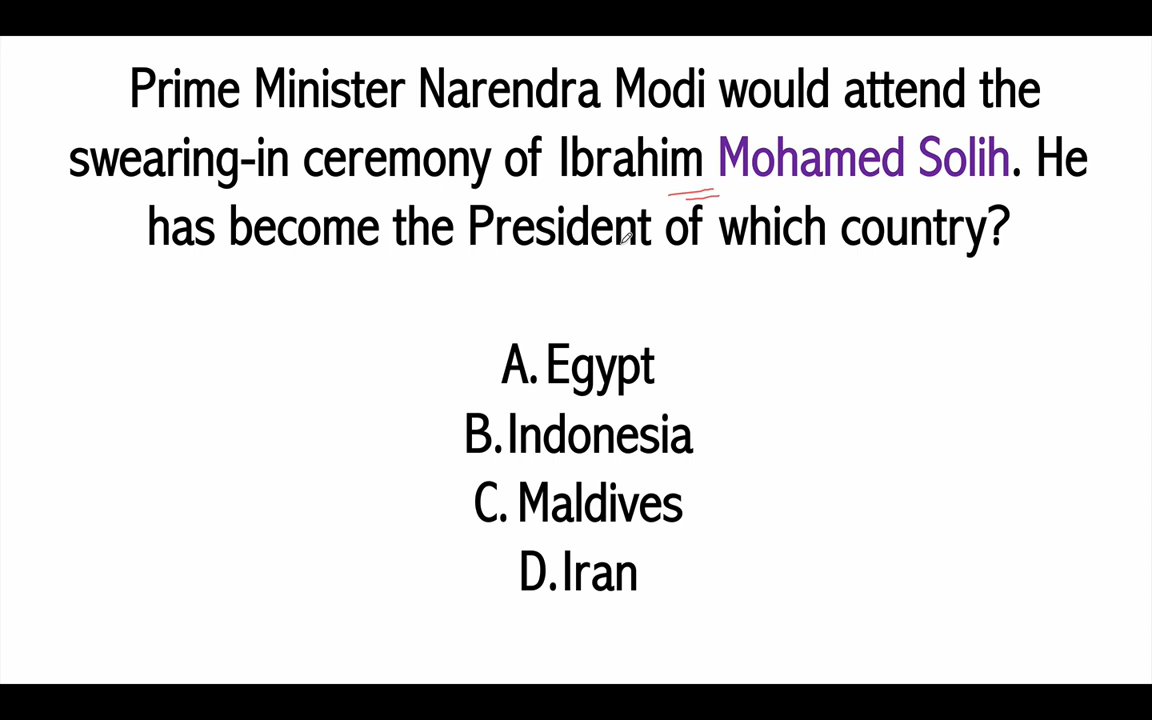 Prime Minister Narendra Modi would attend the
swearing-in ceremony of Ibrahim Mohamed Solih. He
has become the President of which country?
A. Egypt
B. Indonesia
C. Maldives
D. Iran